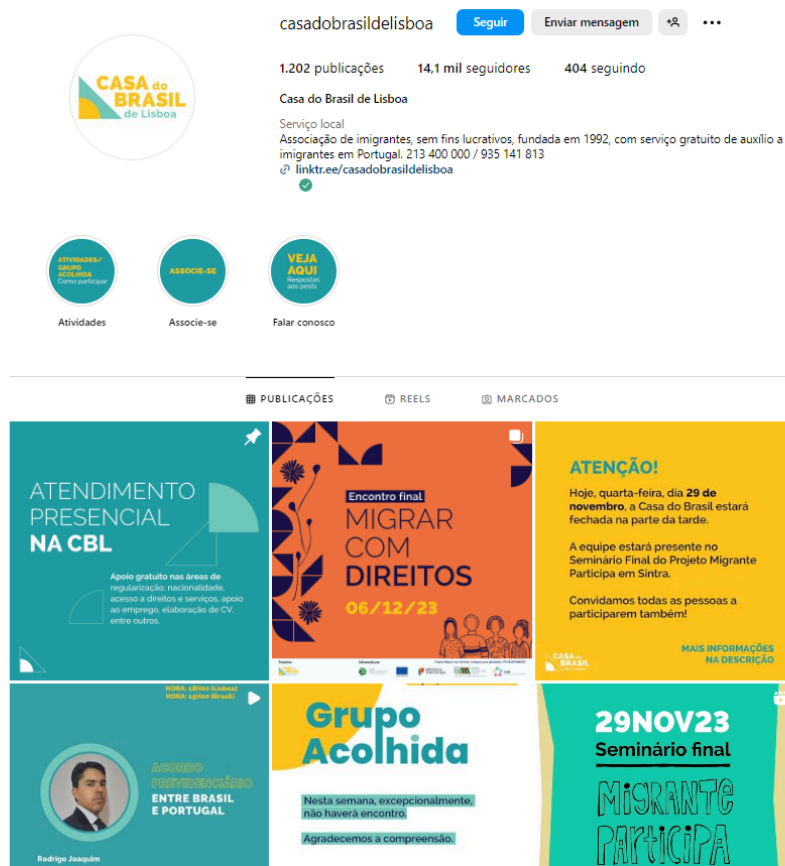 casadobrasildelisboa
Seguir
Enviar mensagem
1.202 publicações
14,1 mil seguidores
404 seguindo
Casa do Brasil de Lisboa
CASA do
BRASIL
de Lisboa
Serviço local
Associação de imigrantes, sem fins lucrativos, fundada em 1992, com serviço gratuito de auxílio a
imigrantes em Portugal. 213 400 000 / 935 141 813
linktr.ee/casadobrasildelisboa
ATIVIDADES/
GRUPO
ACOLHIDA
Como participar
ASSOCIE-SE
VEJA
AQUI
Respostas
aos posts
Atividades
Associe-se
Falar conosco
PUBLICAÇÕES
REELS
MARCADOS
ATENDIMENTO
PRESENCIAL
NA CBL
Apoio gratuito nas áreas de
regularização, nacionalidade,
acesso a direitos e serviços, apoio
ao emprego, elaboração de CV,
entre outros.
Encontro final
MIGRAR
COM
DIREITOS
06/12/23
ATENÇÃO!
Hoje, quarta-feira, dia 29 de
novembro, a Casa do Brasil estará
fechada na parte da tarde.
A equipe estará presente no
Seminário Final do Projeto Migrante
Participa em Sintra.
Convidamos todas as pessoas a
participarem também!
MAIS INFORMAÇÕES
NA DESCRIÇÃO
CASA do
BRASIL
HORA: 18H00 (Lisboa)
HORA: 15H00 (Brasil)
ACORDO
PREVIDENCIÁRIO
ENTRE BRASIL
E PORTUGAL
Rodrigo Joaquim
Grupo
Acolhida
Nesta semana, excepcionalmente,
não haverá encontro.
Agradecemos a compreensão.
29NOV23
Seminário final
MIGRANTE
PARTICIPA